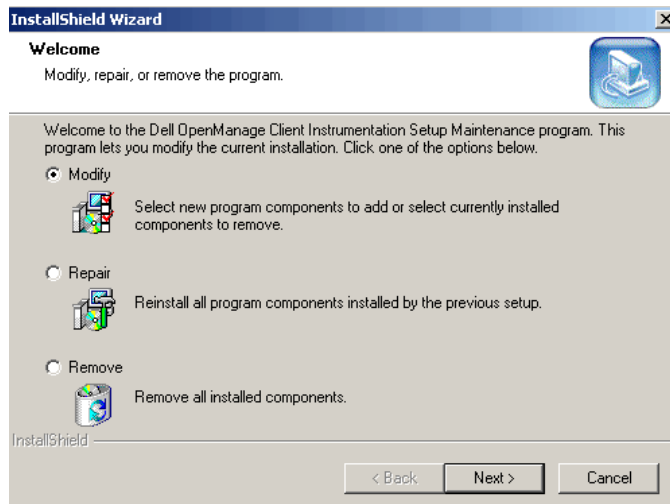 InstallShield Wizard
Welcome
Modify, repair, or remove the program.
Welcome to the Dell OpenManage Client Instrumentation Setup Maintenance program. This
program lets you modify the current installation. Click one of the options below.
Modify
Select new program components to add or select currently installed
components to remove.
Repair
Reinstall all program components installed by the previous setup.
Remove
Remove all installed components.
InstallShield
< Back Next > Cancel